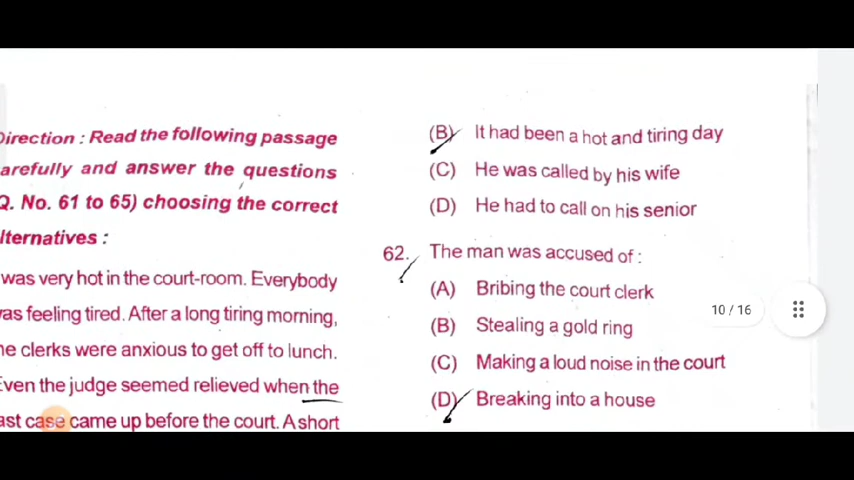 Direction : Read the following passage
carefully and answer the questions
Q. No. 61 to 65) choosing the correct
lternatives :
was very hot in the court-room. Everybody
was feeling tired. After a long tiring morning,
he clerks were anxious to get off to lunch.
Even the judge seemed relieved when the
ast case came up before the court. A short
(B) It had been a hot and tiring day
(C) He was called by his wife
(D) He had to call on his senior
62. The man was accused of :
(A) Bribing the court clerk
(B) Stealing a gold ring
(C) Making a loud noise in the court
(D) Breaking into a house
10 / 16